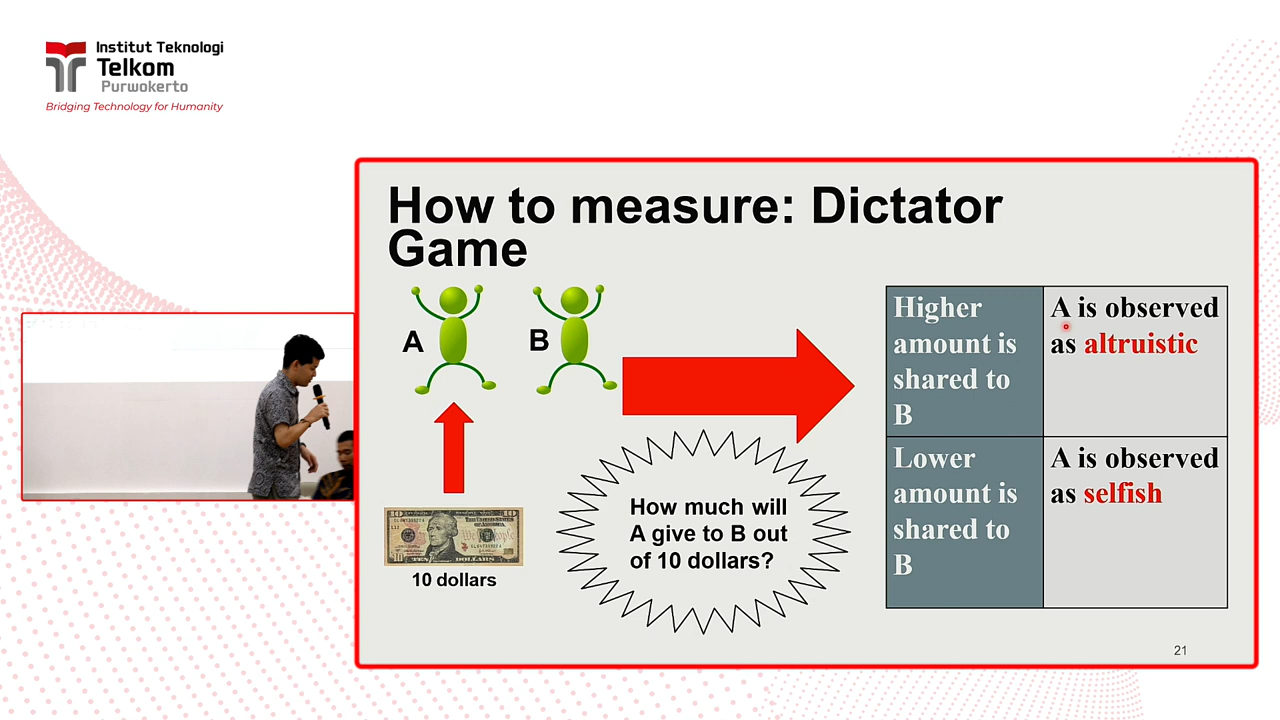 Institut Teknologi
Telkom
Purwokerto
Bridging Technology for Humanity
How to measure: Dictator
Game
A
B
10 dollars
How much will
A give to B out
of 10 dollars?
Higher
amount is
shared to
B
A is observed
as altruistic
Lower
amount is
shared to
B
A is observed
as selfish
21